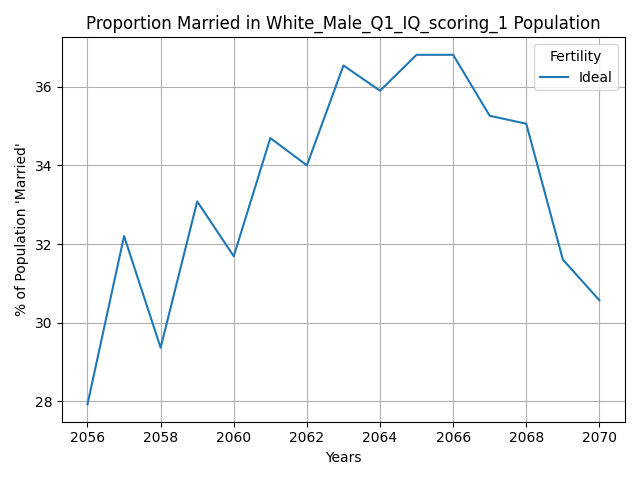 Proportion Married in White_Male_Q1_IQ_scoring_1 Population
Fertility
Ideal
% of Population 'Married'
36
34
32
30
28
2056 2058 2060 2062 2064 2066 2068 2070
Years